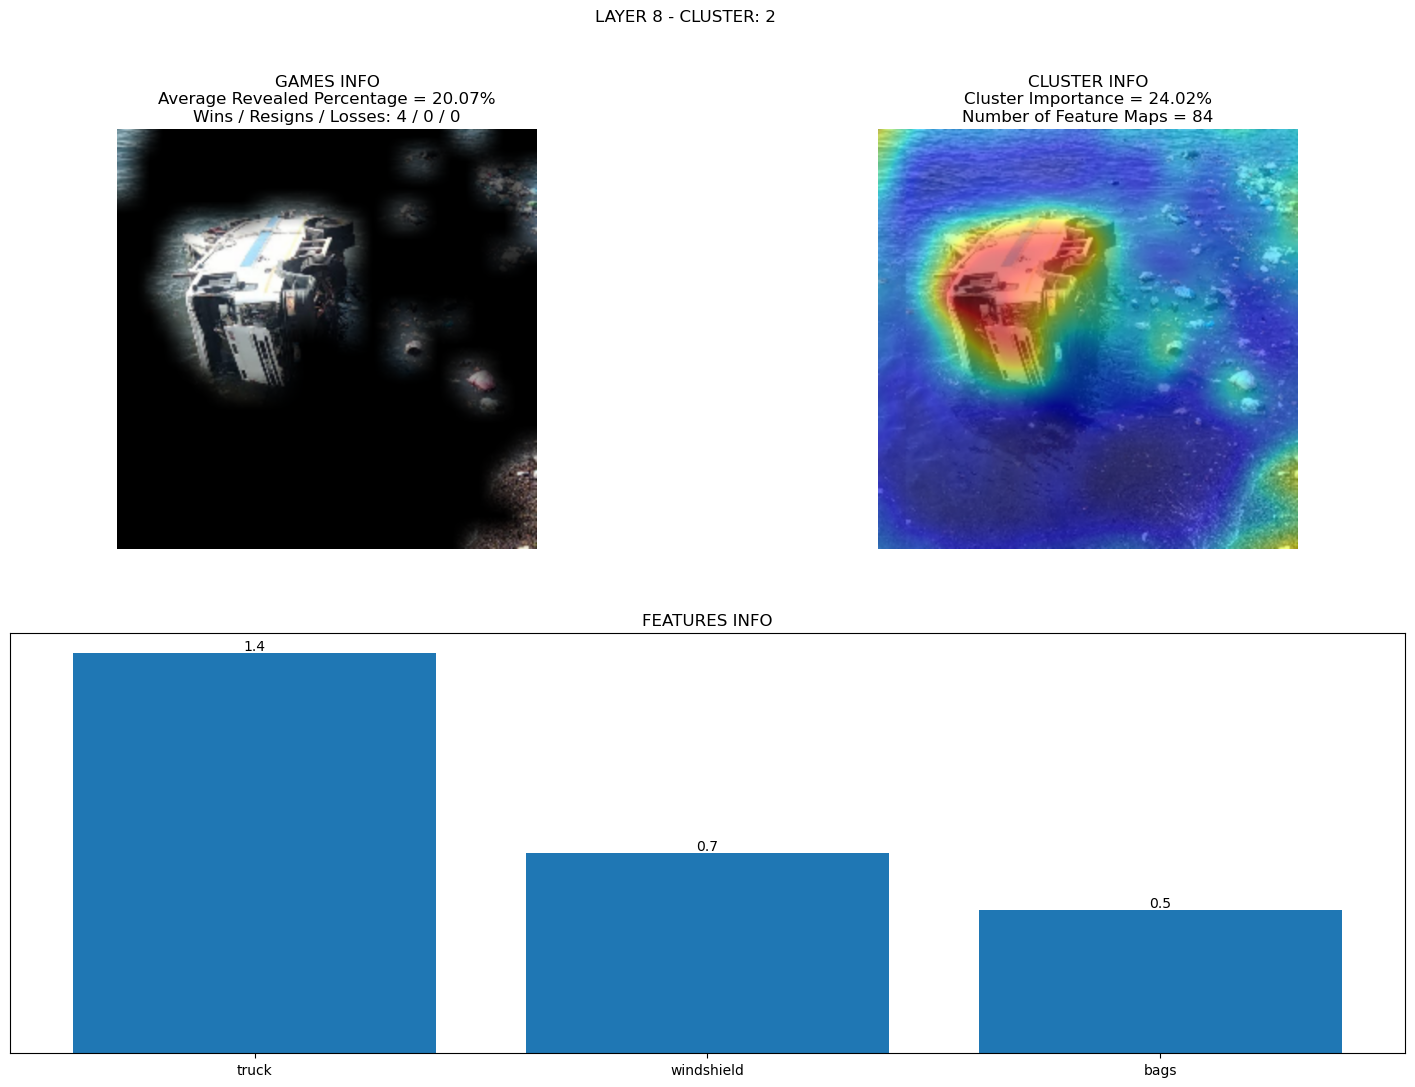 LAYER 8 - CLUSTER: 2
GAMES INFO
Average Revealed Percentage = 20.07%
Wins / Resigns / Losses: 4 / 0 / 0
CLUSTER INFO
Cluster Importance = 24.02%
Number of Feature Maps = 84
FEATURES INFO
1.4
0.7
0.5
truck
windshield
bags